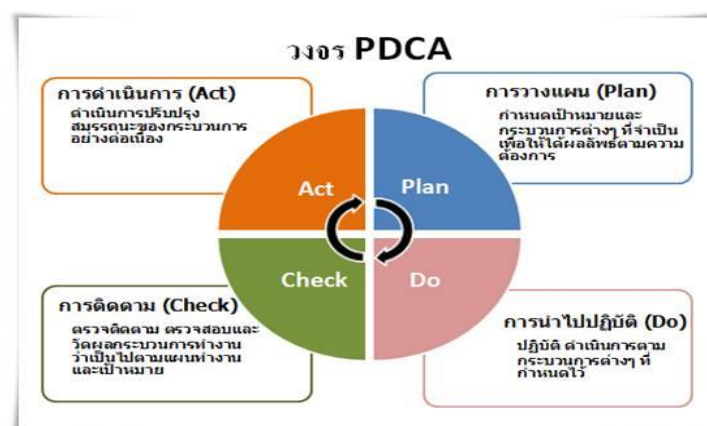 วงจร PDCA
การดำเนินการ (Act)
ดำเนินการปรับปรุง
สมรรถนะของกระบวนการ
อย่างต่อเนื่อง
การวางแผน (Plan)
กำหนดเป้าหมายและ
กระบวนการต่างๆ ที่จำเป็น
เพื่อให้ได้ผลลัพธ์ตามความ
ต้องการ
Act
Plan
Check
Do
การติดตาม (Check)
ตรวจติดตาม ตรวจสอบและ
วัดผลกระบวนการทำงาน
ว่าเป็นไปตามแผนทำงาน
และเป้าหมาย
การนำไปปฏิบัติ (Do)
ปฏิบัติ ดำเนินการตาม
กระบวนการต่างๆ ที่
กำหนดไว้